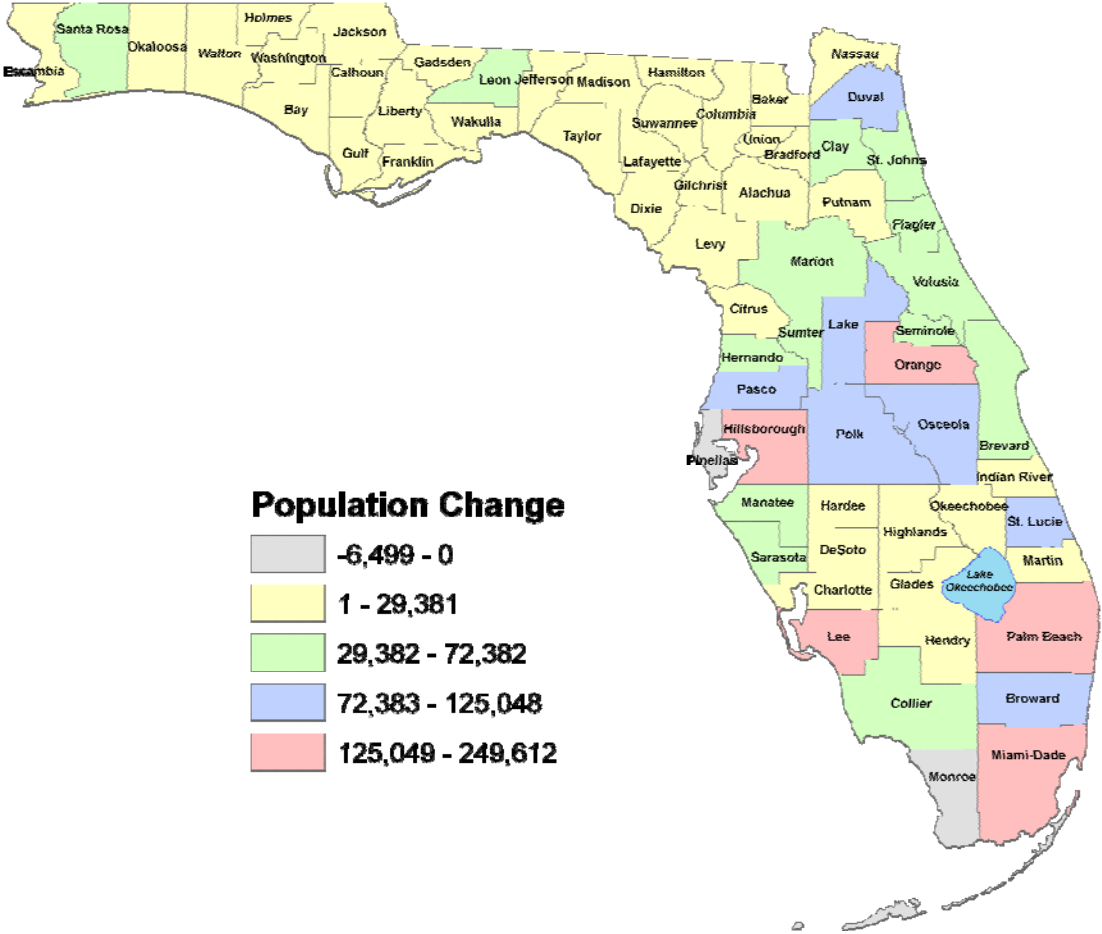 Holmes
Santa Rosa
Jackson
Okaloosa
Walton
Washington
Nassau
Escambia
Calhoun
Gadsden
Leon
Jefferson
Madison
Hamilton
Baker
Duval
Bay
Liberty
Wakulla
Suwannee
Columbia
Taylor
Union
Bradford
Clay
St. Johns
Gulf
Franklin
Lafayette
Gilchrist
Alachua
Putnam
Dixie
Flagler
Levy
Marion
Volusia
Citrus
Lake
Sumter
Seminole
Hernando
Orange
Pasco
Hillsborough
Polk
Osceola
Brevard
Pinellas
Indian River
Population Change
-6,499 - 0
1 - 29,381
29,382 - 72,382
72,383 - 125,048
125,049 - 249,612
Manatee
Hardee
Okeechobee
St. Lucie
Highlands
Sarasota
DeSoto
Martin
Lake
Okeechobee
Charlotte
Glades
Lee
Hendry
Palm Beach
Collier
Broward
Monroe
Miami-Dade